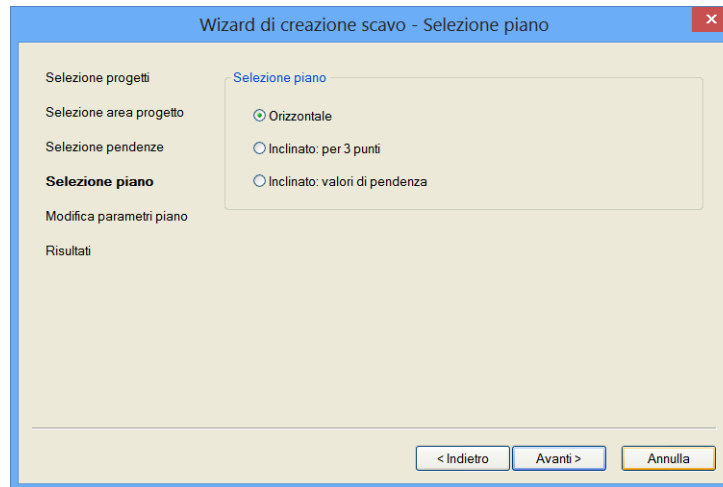 Wizard di creazione scavo - Selezione piano
Selezione progetti
Selezione area progetto
Selezione pendenze
Selezione piano
Modifica parametri piano
Risultati
Selezione piano
Orizzontale
Inclinato: per 3 punti
Inclinato: valori di pendenza
< Indietro
Avanti >
Annulla